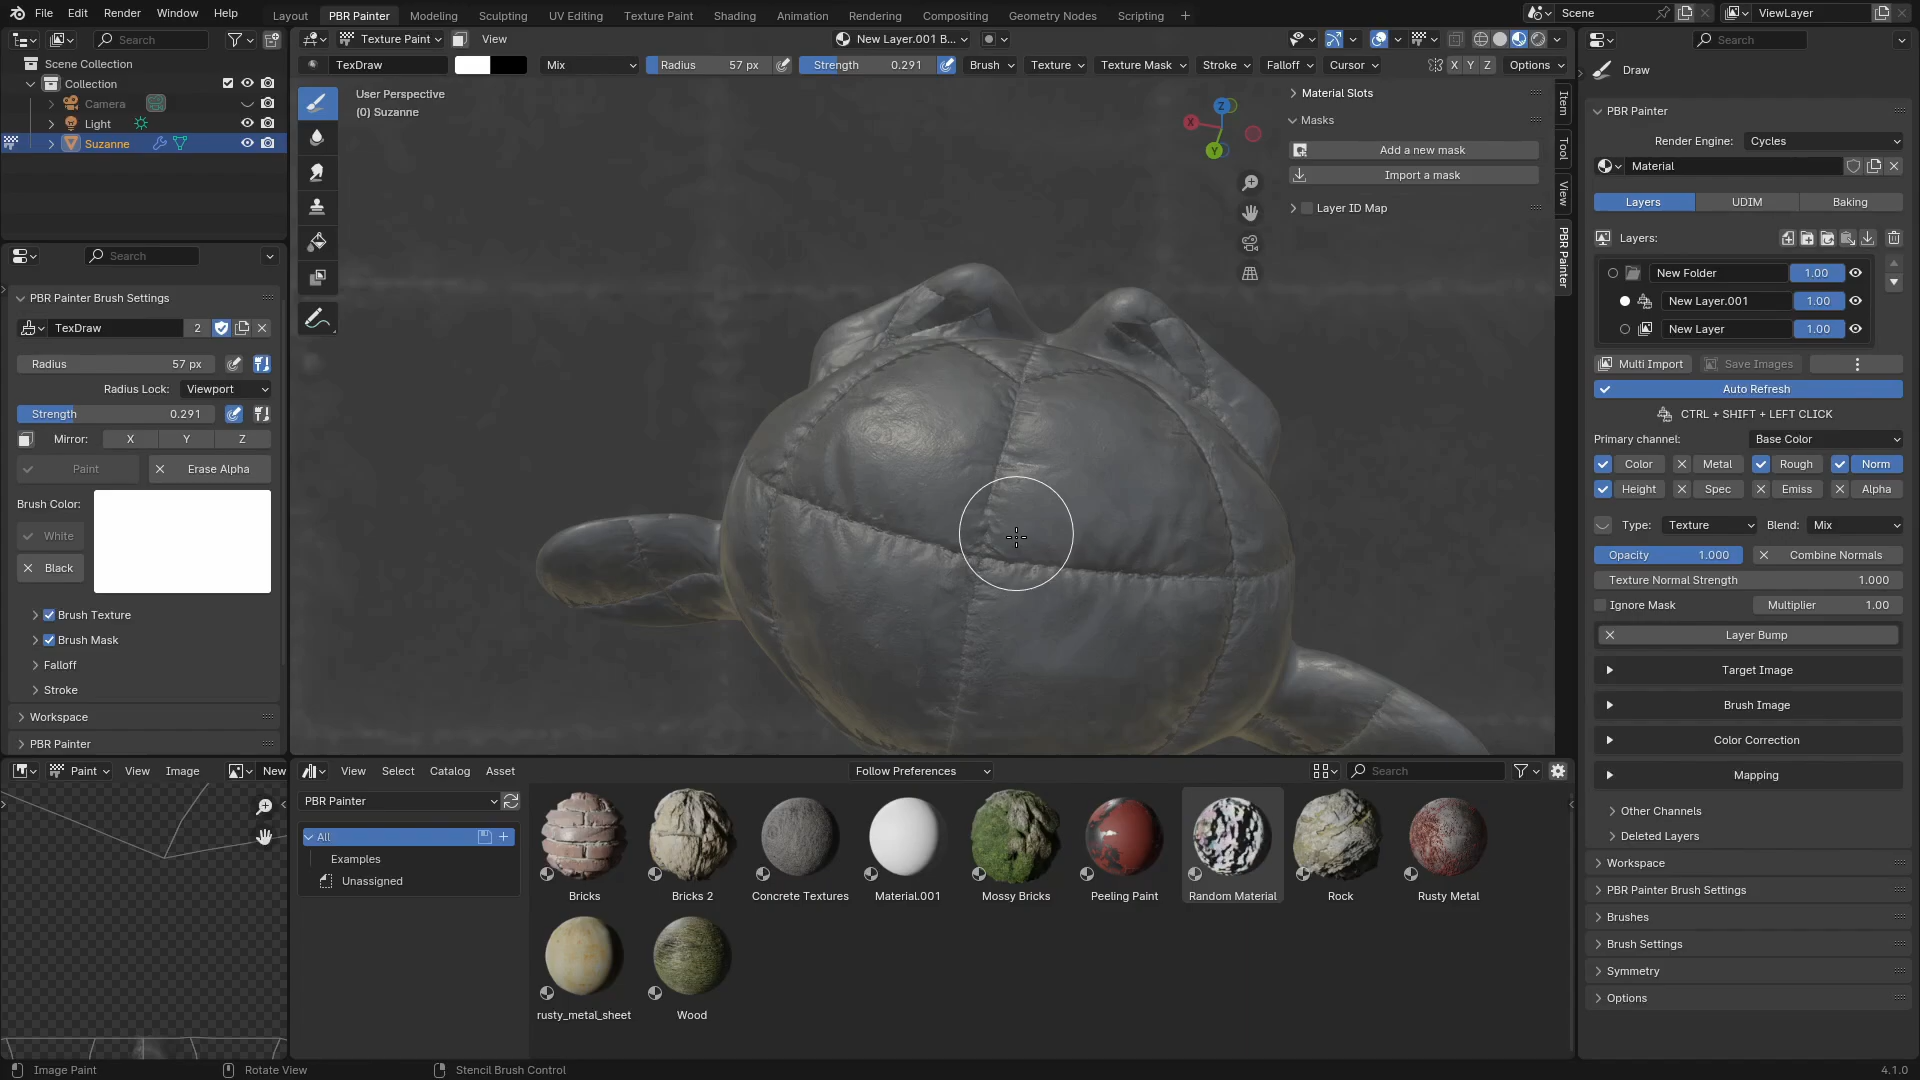 File Edit Render Window Help
Layout PBR Painter Modeling Sculpting UV Editing Texture Paint Shading Animation Rendering Compositing Geometry Nodes Scripting
Scene
ViewLayer
Search
Scene Collection
Collection
Camera
Light
Suzanne
Search
PBR Painter Brush Settings
TexDraw 2
Radius 57 px
Radius Lock: Viewport
Strength 0.291
Mirror: X Y Z
Paint Erase Alpha
Brush Color:
White
Black
Brush Texture
Brush Mask
Falloff
Stroke
Workspace
PBR Painter
Paint View Image New
Texture Paint View New Layer.001 B...
TexDraw Mix Radius 57 px Strength 0.291 Brush Texture Texture Mask Stroke Falloff Cursor X Y Z Options
User Perspective
(0) Suzanne
Z
X
Y
Material Slots
Masks
Add a new mask
Import a mask
Layer ID Map
Item
Tool
View
PBR Painter
View Select Catalog Asset Follow Preferences Search
PBR Painter
All
Examples
Unassigned
Bricks Bricks 2 Concrete Textures Material.001 Mossy Bricks Peeling Paint Random Material Rock Rusty Metal
rusty_metal_sheet Wood
Search
Draw
PBR Painter
Render Engine: Cycles
Material
Layers UDIM Baking
Layers:
New Folder 1.00
New Layer.001 1.00
New Layer 1.00
Multi Import Save Images
Auto Refresh
CTRL + SHIFT + LEFT CLICK
Primary channel: Base Color
Color Metal Rough Norm
Height Spec Emiss Alpha
Type: Texture Blend: Mix
Opacity 1.000 Combine Normals
Texture Normal Strength 1.000
Ignore Mask Multiplier 1.00
Layer Bump
Target Image
Brush Image
Color Correction
Mapping
Other Channels
Deleted Layers
Workspace
PBR Painter Brush Settings
Brushes
Brush Settings
Symmetry
Options
Image Paint Rotate View Stencil Brush Control 4.1.0